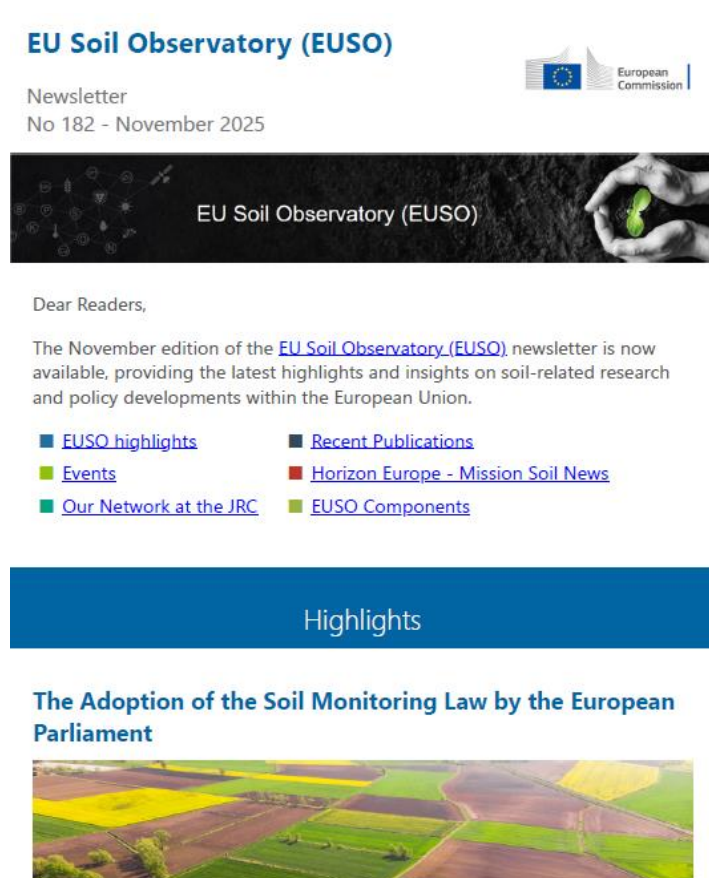 EU Soil Observatory (EUSO)
European
Commission
Newsletter
No 182 - November 2025
EU Soil Observatory (EUSO)
Dear Readers,
The November edition of the EU Soil Observatory (EUSO) newsletter is now
available, providing the latest highlights and insights on soil-related research
and policy developments within the European Union.
EUSO highlights
Recent Publications
Events
Horizon Europe - Mission Soil News
Our Network at the JRC
EUSO Components
Highlights
The Adoption of the Soil Monitoring Law by the European
Parliament